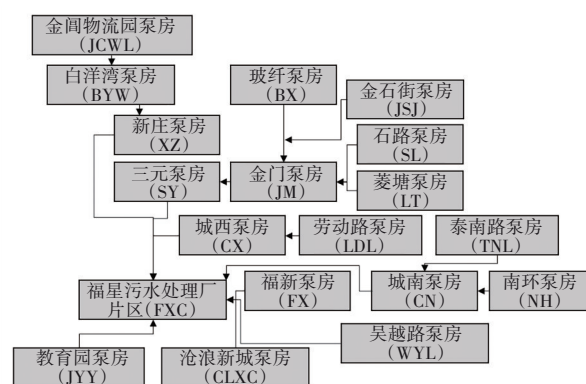 金阊物流园泵房
(JCWL)
白洋湾泵房
(BYW)
玻纤泵房
(BX)
金石街泵房
(JSJ)
新庄泵房
(XZ)
石路泵房
(SL)
三元泵房
(SY)
金门泵房
(JM)
菱塘泵房
(LT)
城西泵房
(CX)
劳动路泵房
(LDL)
泰南路泵房
(TNL)
福星污水处理厂
片区(FXC)
福新泵房
(FX)
城南泵房
(CN)
南环泵房
(NH)
吴越路泵房
(WYL)
教育园泵房
(JYY)
沧浪新城泵房
(CLXC)